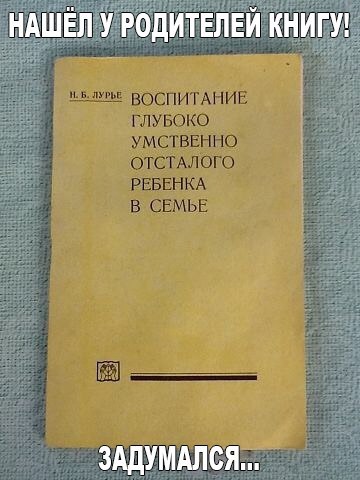 НАШЁЛ У РОДИТЕЛЕЙ КНИГУ!
Н. Б. ЛУРЬЕ ВОСПИТАНИЕ
ГЛУБОКО
УМСТВЕННО
ОТСТАЛОГО
РЕБЕНКА
В СЕМЬЕ
ЗАДУМАЛСЯ...